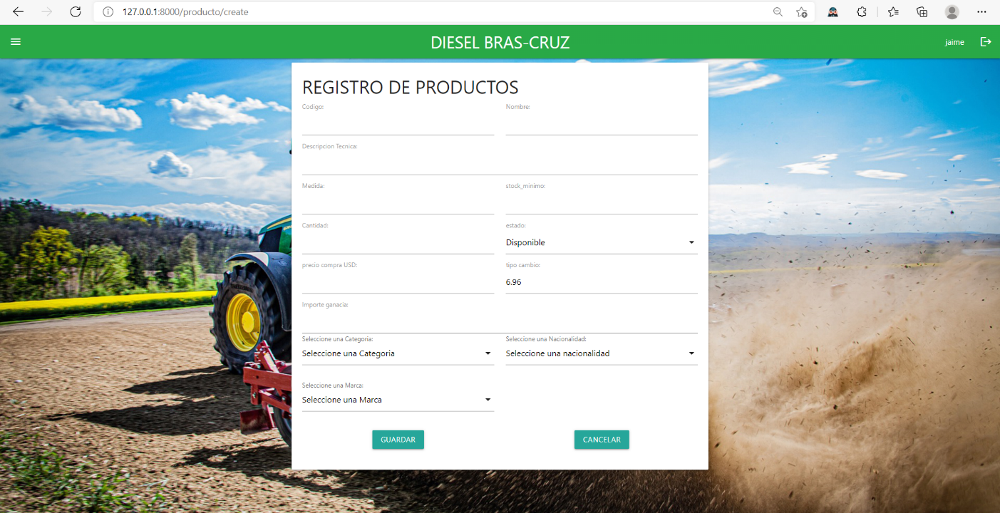 127.0.0.1:8000/producto/create
DIESEL BRAS-CRUZ
jaime
REGISTRO DE PRODUCTOS
Codigo: Nombre:
Descripcion Tecnica:
Medida: stock_minimo:
Cantidad: estado:
Disponible
precio compra USD: tipo cambio:
6.96
Importe ganacia:
Seleccione una Categoria: Seleccione una Nacionalidad:
Seleccione una Categoria Seleccione una nacionalidad
Seleccione una Marca:
Seleccione una Marca
GUARDAR CANCELAR